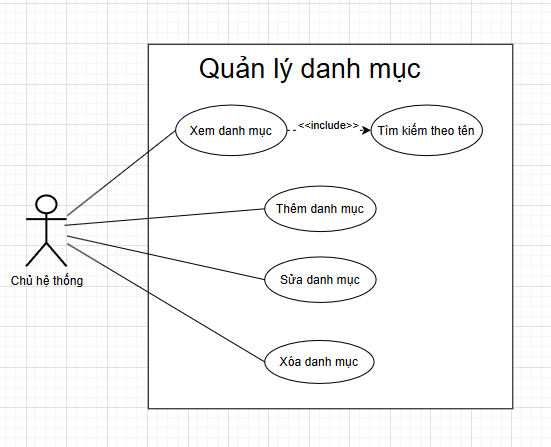 Quản lý danh mục
Xem danh mục
<<include>>
Tìm kiếm theo tên
Thêm danh mục
Chủ hệ thống
Sửa danh mục
Xóa danh mục